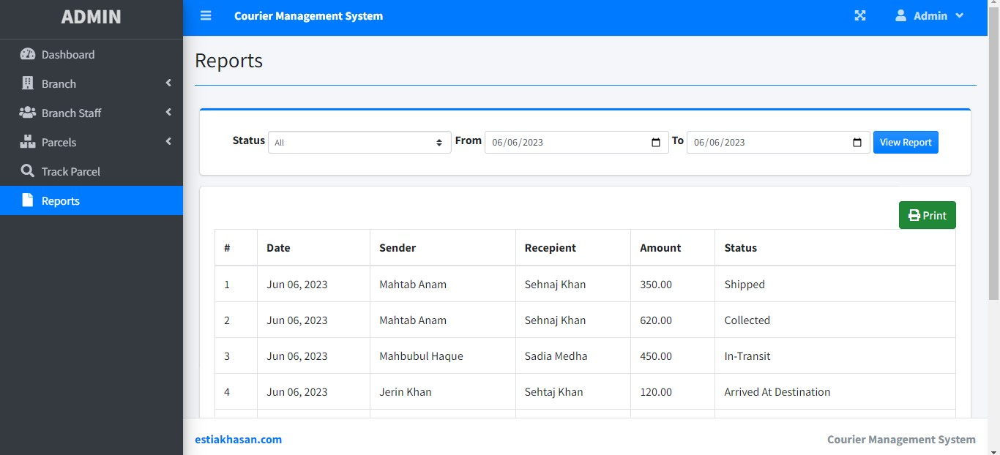 ADMIN
Courier Management System
Admin
Dashboard
Branch
Branch Staff
Parcels
Track Parcel
Reports
Reports
Status All From 06/06/2023 To 06/06/2023 View Report
Print
# Date Sender Recepient Amount Status
1 Jun 06, 2023 Mahtab Anam Sehnaj Khan 350.00 Shipped
2 Jun 06, 2023 Mahtab Anam Sehnaj Khan 620.00 Collected
3 Jun 06, 2023 Mahbubul Haque Sadia Medha 450.00 In-Transit
4 Jun 06, 2023 Jerin Khan Sehtaj Khan 120.00 Arrived At Destination
estiakhasan.com
Courier Management System